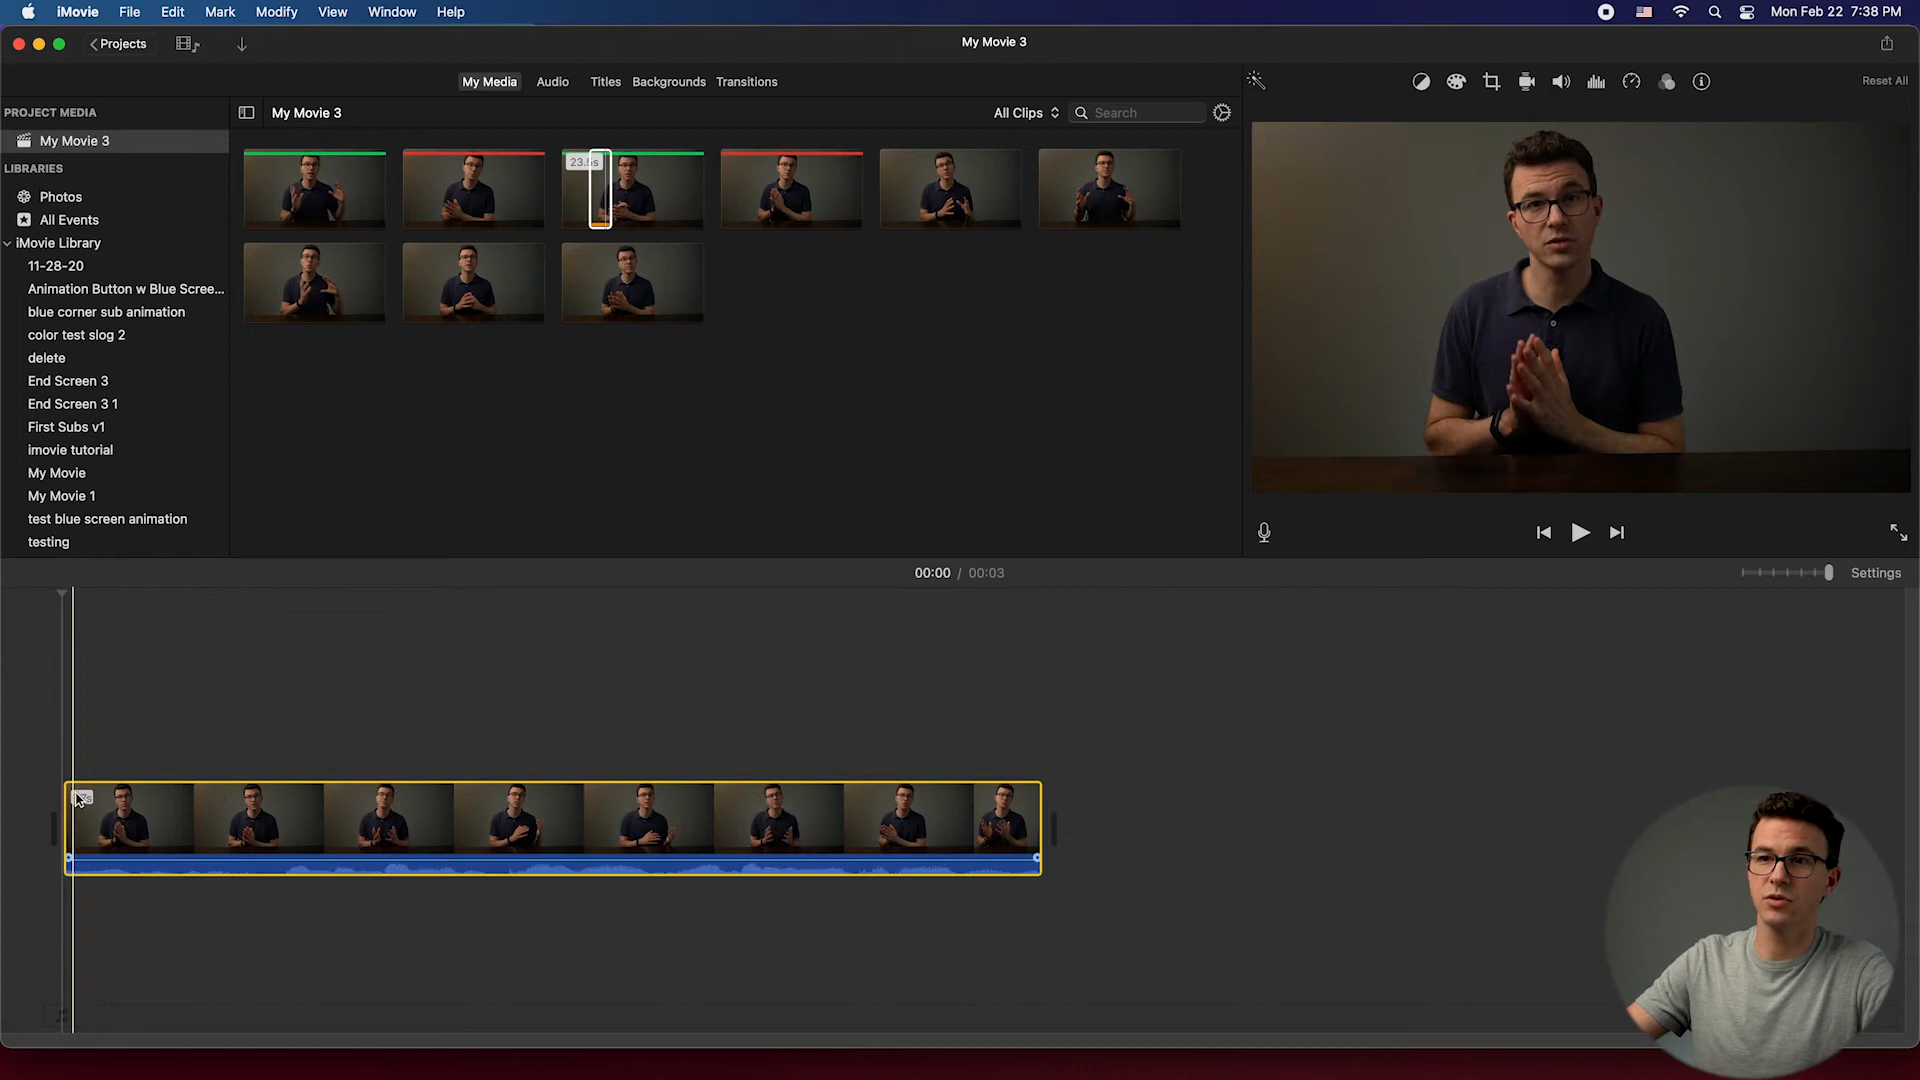 iMovie File Edit Mark Modify View Window Help Mon Feb 22 7:38 PM
Projects My Movie 3
My Media Audio Titles Backgrounds Transitions Reset All
PROJECT MEDIA My Movie 3 All Clips Search
My Movie 3
LIBRARIES
Photos
All Events
iMovie Library
11-28-20
Animation Button w Blue Scree...
blue corner sub animation
color test slog 2
delete
End Screen 3
End Screen 3 1
First Subs v1
imovie tutorial
My Movie
My Movie 1
test blue screen animation
testing
23.5s
00:00 / 00:03 Settings